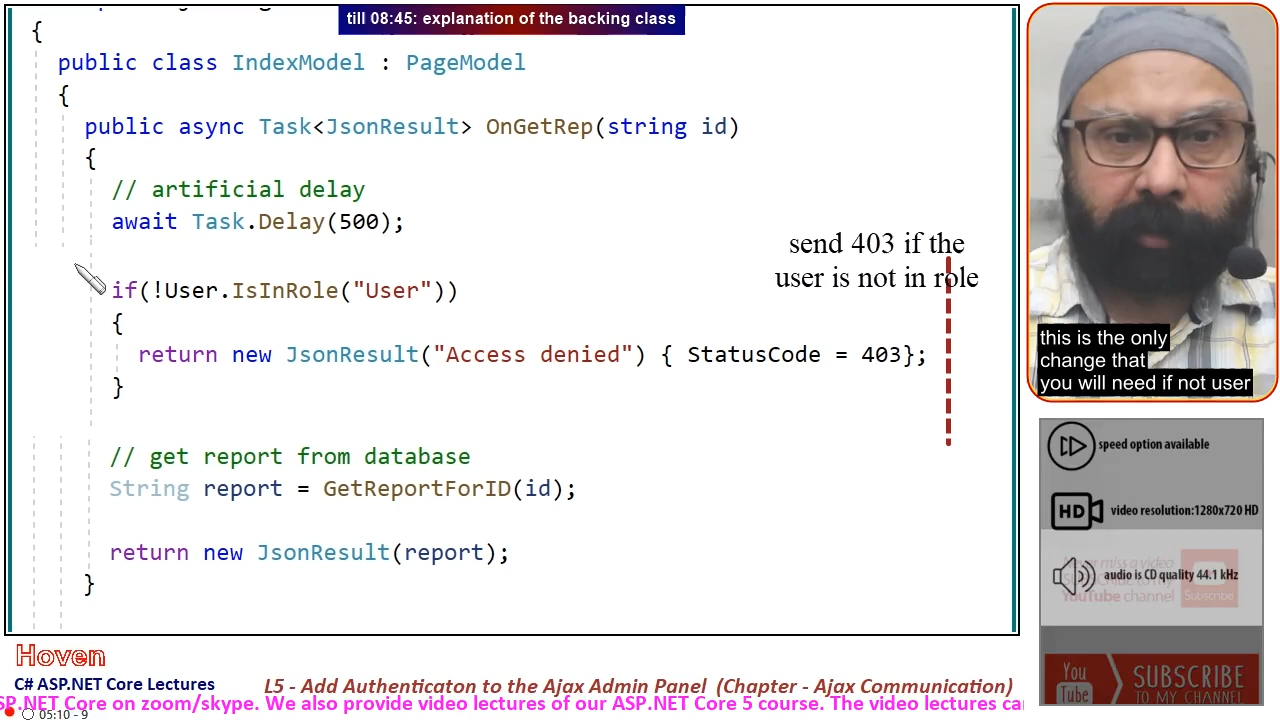 till 08:45: explanation of the backing class
{
public class IndexModel : PageModel
{
public async Task<JsonResult> OnGetRep(string id)
{
// artificial delay
await Task.Delay(500);
send 403 if the
user is not in role
if(!User.IsInRole("User"))
{
return new JsonResult("Access denied") { StatusCode = 403};
}
// get report from database
String report = GetReportForID(id);
return new JsonResult(report);
}
this is the only
change that
you will need if not user
speed option available
HD
video resolution:1280x720 HD
audio is CD quality 44.1 kHz
Never miss a video
SUBSCRIBE to my
YouTube channel
Subscribe
You
Tube
SUBSCRIBE
TO MY CHANNEL
Hoven
C# ASP.NET Core Lectures
L5 - Add Authenticaton to the Ajax Admin Panel (Chapter - Ajax Communication)
SP.NET Core on zoom/skype. We also provide video lectures of our ASP.NET Core 5 course. The video lectures ca
05:10 - 9